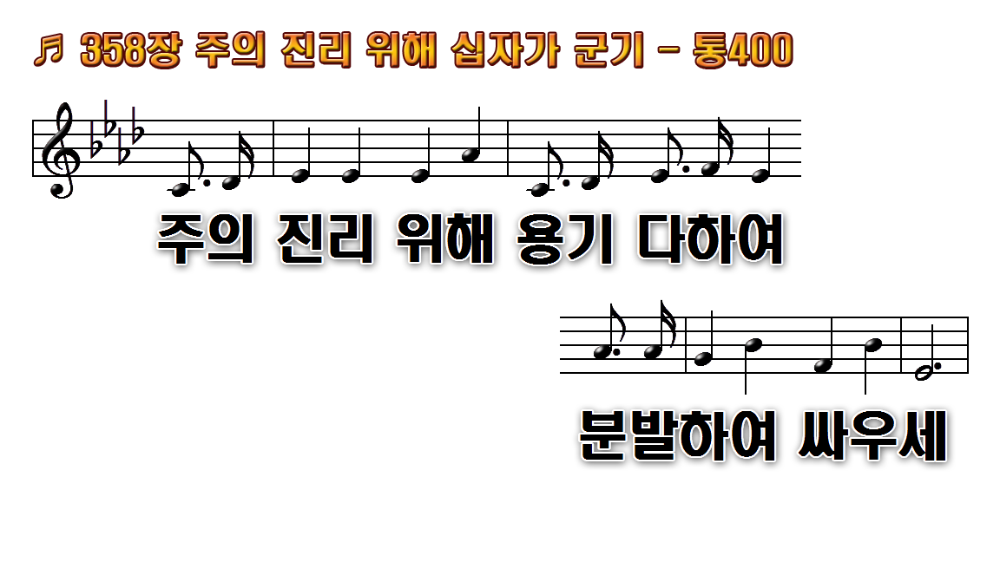 ♬ 358장 주의 진리 위해 십자가 군기 - 통400
주의 진리 위해 용기 다하여
분발하여 싸우세